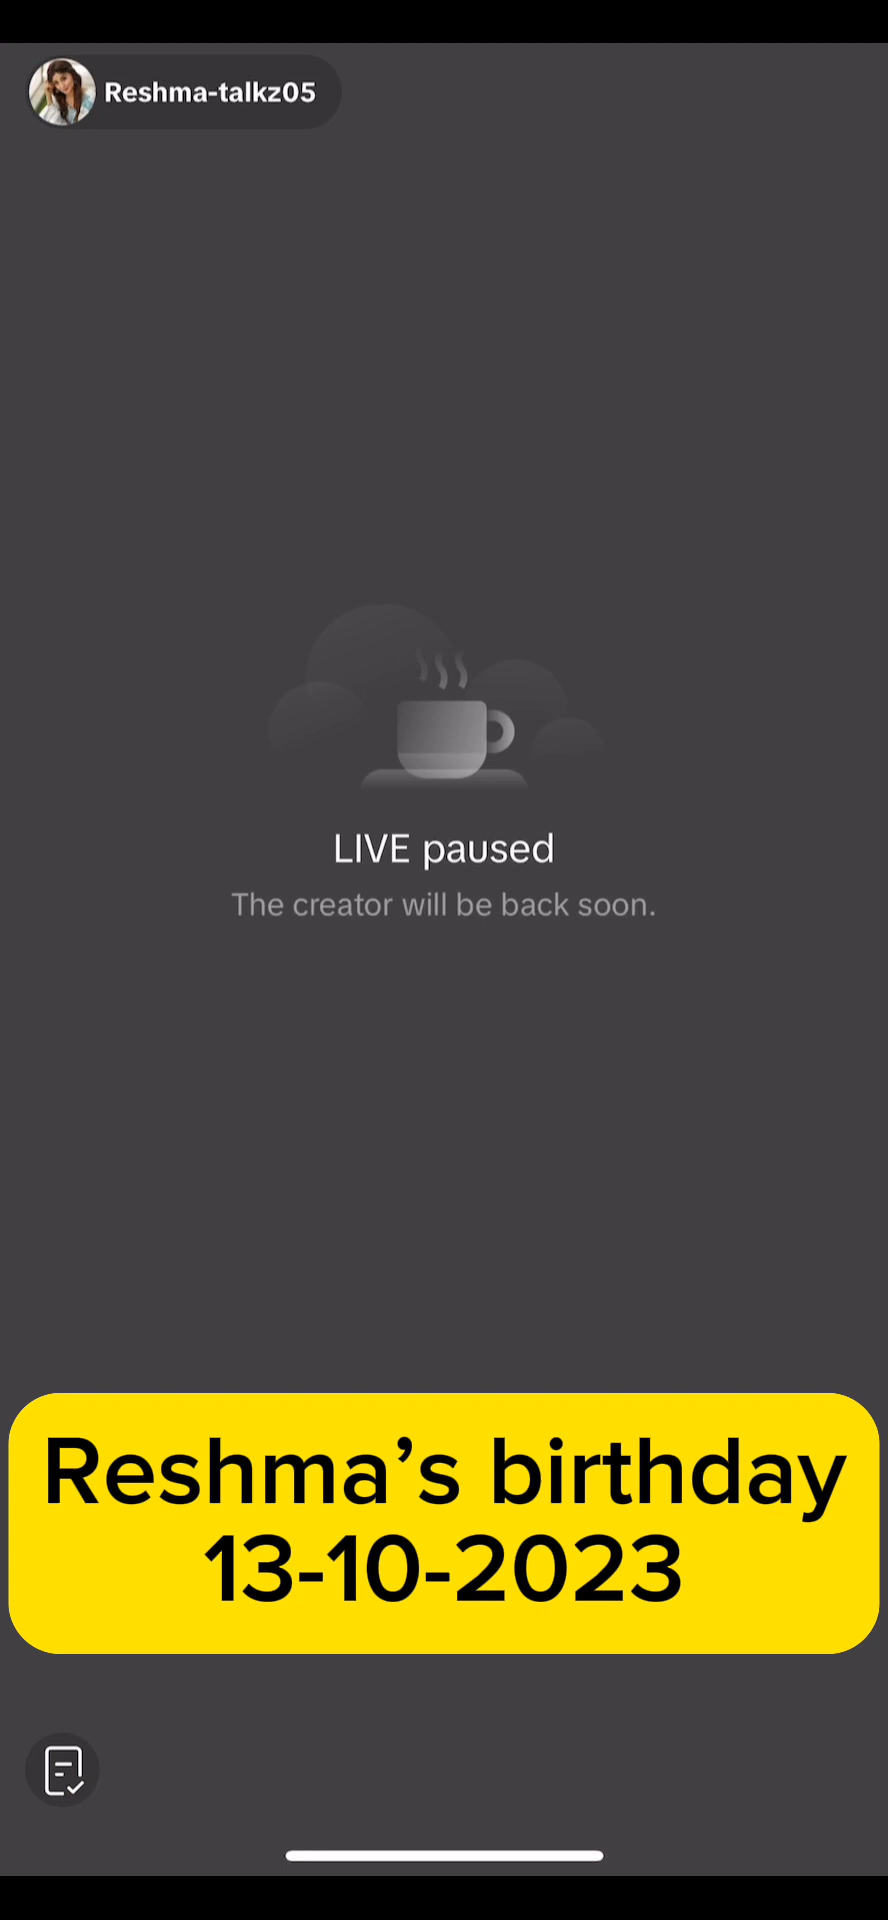 Reshma-talkz05
LIVE paused
The creator will be back soon.
Reshma’s birthday
13-10-2023